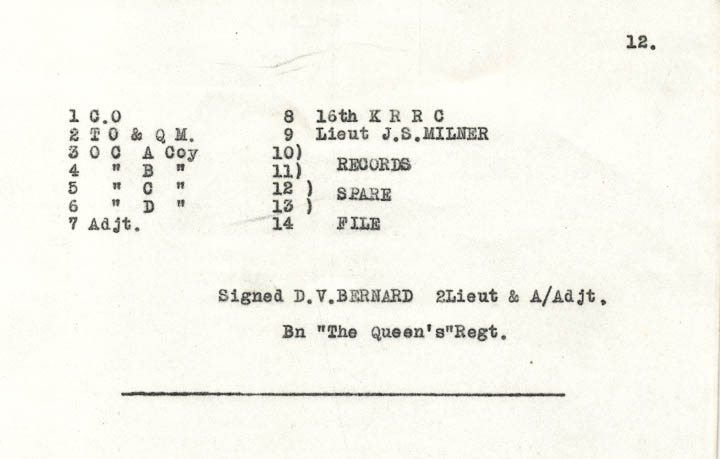 12.
1 C.O 8 16th K R R C
2 T O & Q M. 9 Lieut J.S.MILNER
3 O C A Coy 10)
4 " B " 11) RECORDS
5 " C " 12 ) SPARE
6 " D " 13 )
7 Adjt. 14 FILE
Signed D.V.BERNARD 2Lieut & A/Adjt.
Bn "The Queen's"Regt.